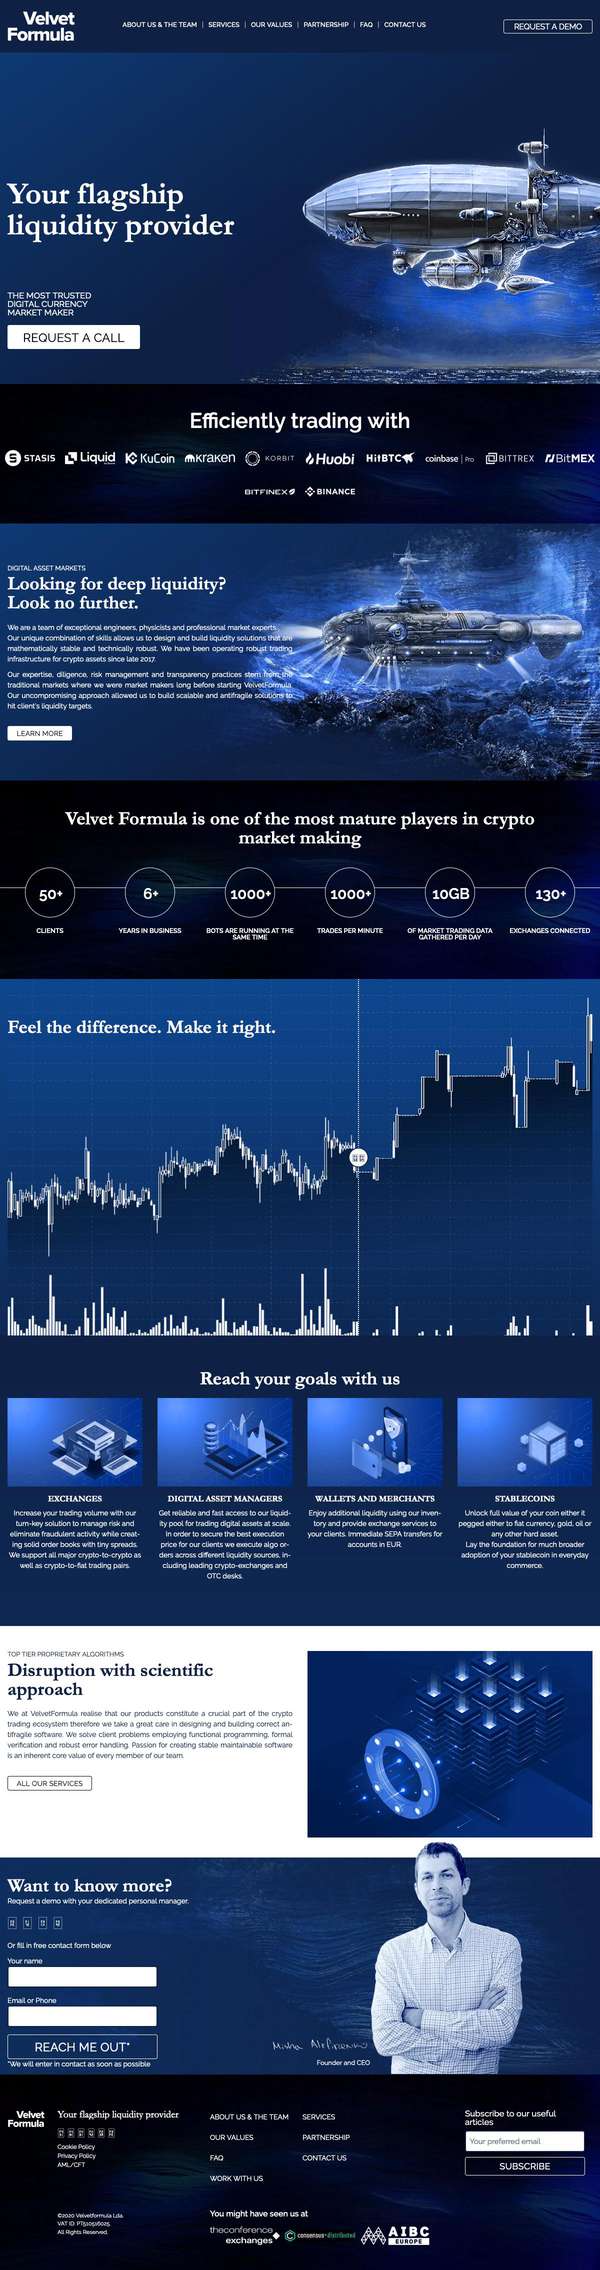 Velvet
Formula
ABOUT US & THE TEAM | SERVICES | OUR VALUES | PARTNERSHIP | FAQ | CONTACT US
REQUEST A DEMO
Your flagship
liquidity provider
THE MOST TRUSTED
DIGITAL CURRENCY
MARKET MAKER
REQUEST A CALL
Efficiently trading with
STASIS Liquid KuCoin kraken KORBIT Huobi HitBTC coinbase | Pro BITTREX BitMEX
BITFINEX BINANCE
DIGITAL ASSET MARKETS
Looking for deep liquidity?
Look no further.
We are a team of exceptional engineers, physicists and professional market experts.
Our unique combination of skills allows us to design and build liquidity solutions that are
mathematically stable and technically robust. We have been operating robust trading
infrastructure for crypto assets since late 2017.
Our expertise, diligence, risk management and transparency practices stem from the
traditional markets where we were market makers long before starting VelvetFormula.
Our uncompromising approach allowed us to build scalable and antifragile solutions to
hit client's liquidity targets.
LEARN MORE
Velvet Formula is one of the most mature players in crypto
market making
50+ 6+ 1000+ 1000+ 10GB 130+
CLIENTS YEARS IN BUSINESS BOTS ARE RUNNING AT THE TRADES PER MINUTE OF MARKET TRADING DATA EXCHANGES CONNECTED
SAME TIME GATHERED PER DAY
Feel the difference. Make it right.
Reach your goals with us
EXCHANGES
Increase your trading volume with our
turn-key solution to manage risk and
eliminate fraudulent activity while creat-
ing solid order books with tiny spreads.
We support all major crypto-to-crypto as
well as crypto-to-fiat trading pairs.
DIGITAL ASSET MANAGERS
Get reliable and fast access to our liquid-
ity pool for trading digital assets at scale.
In order to secure the best execution
price for our clients we execute algo or-
ders across different liquidity sources, in-
cluding leading crypto-exchanges and
OTC desks.
WALLETS AND MERCHANTS
Enjoy additional liquidity using our inven-
tory and provide exchange services to
your clients. Immediate SEPA transfers for
accounts in EUR.
STABLECOINS
Unlock full value of your coin either it
pegged either to fiat currency, gold, oil or
any other hard asset.
Lay the foundation for much broader
adoption of your stablecoin in everyday
commerce.
TOP TIER PROPRIETARY ALGORITHMS
Disruption with scientific
approach
We at VelvetFormula realise that our products constitute a crucial part of the crypto
trading ecosystem therefore we take a great care in designing and building correct an-
tifragile software. We solve client problems employing functional programming, formal
verification and robust error handling. Passion for creating stable maintainable software
is an inherent core value of every member of our team.
ALL OUR SERVICES
Want to know more?
Request a demo with your dedicated personal manager.
Or fill in free contact form below
Your name
Email or Phone
REACH ME OUT*
*We will enter in contact as soon as possible
Founder and CEO
Velvet
Formula
Your flagship liquidity provider
Cookie Policy
Privacy Policy
AML/CFT
©2020 Velvetformula Lda.
VAT ID: PT510516025.
All Rights Reserved.
ABOUT US & THE TEAM
OUR VALUES
FAQ
WORK WITH US
SERVICES
PARTNERSHIP
CONTACT US
You might have seen us at
theconference
exchanges
consensus: distributed
AIBC
EUROPE
Subscribe to our useful
articles
Your preferred email
SUBSCRIBE